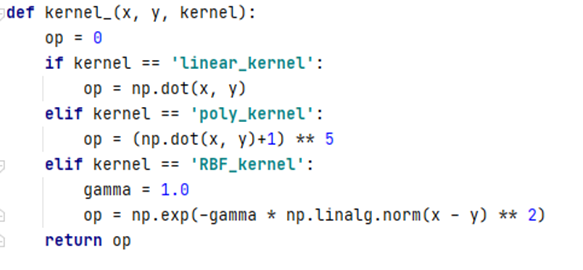 def kernel_(x, y, kernel):
    op = 0
    if kernel == 'linear_kernel':
        op = np.dot(x, y)
    elif kernel == 'poly_kernel':
        op = (np.dot(x, y)+1) ** 5
    elif kernel == 'RBF_kernel':
        gamma = 1.0
        op = np.exp(-gamma * np.linalg.norm(x - y) ** 2)
    return op